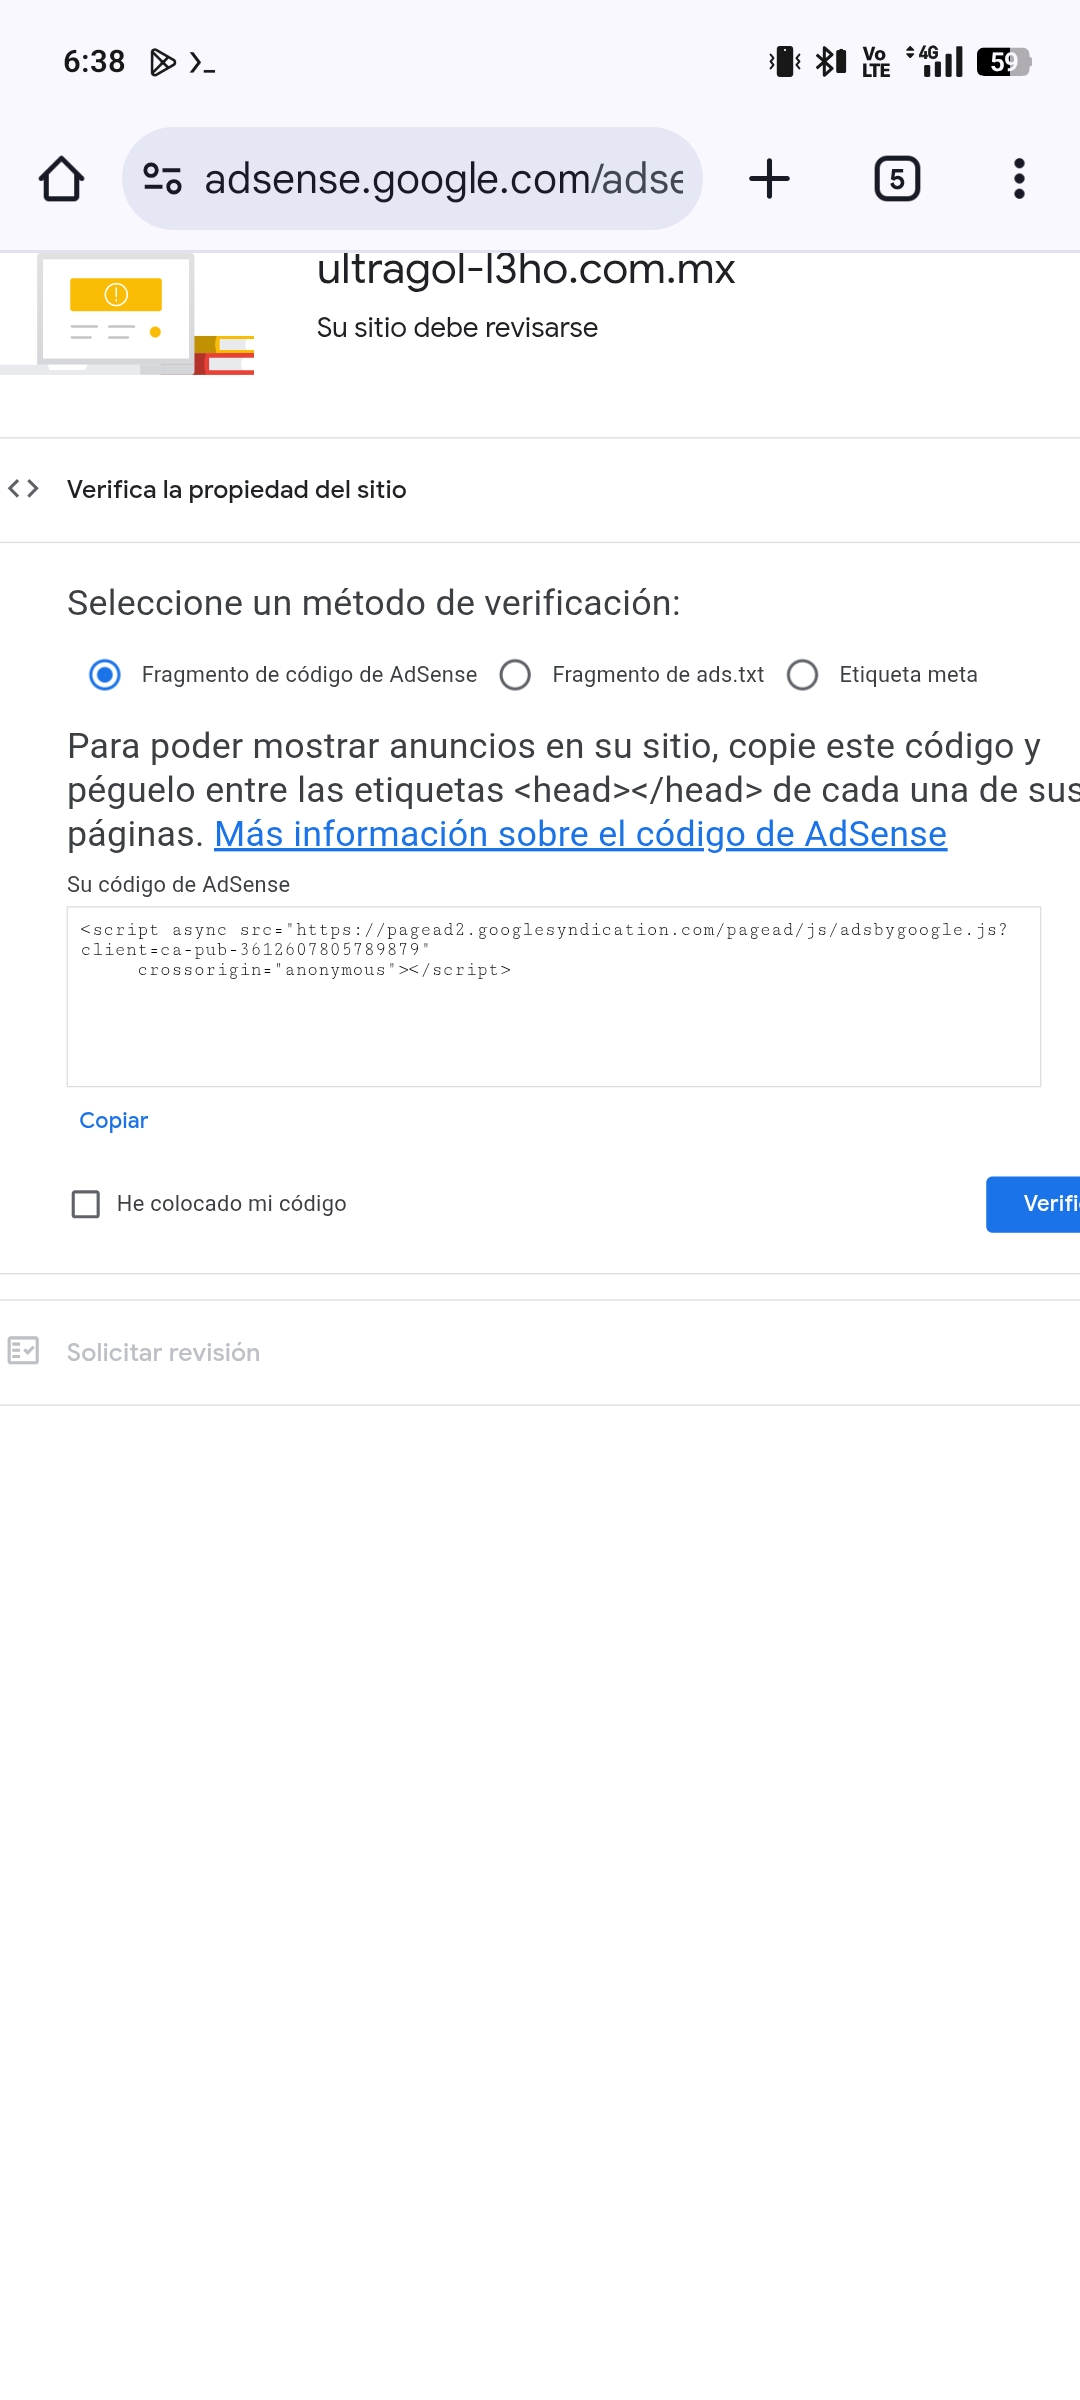 6:38
Vo LTE 4G 59
adsense.google.com/adse
5
ultragol-l3ho.com.mx
Su sitio debe revisarse
Verifica la propiedad del sitio
Seleccione un método de verificación:
Fragmento de código de AdSense Fragmento de ads.txt Etiqueta meta
Para poder mostrar anuncios en su sitio, copie este código y
péguelo entre las etiquetas <head></head> de cada una de sus
páginas. Más información sobre el código de AdSense
Su código de AdSense
<script async src="https://pagead2.googlesyndication.com/pagead/js/adsbygoogle.js?
client=ca-pub-3612607805789879"
crossorigin="anonymous"></script>
Copiar
He colocado mi código
Verifi
Solicitar revisión